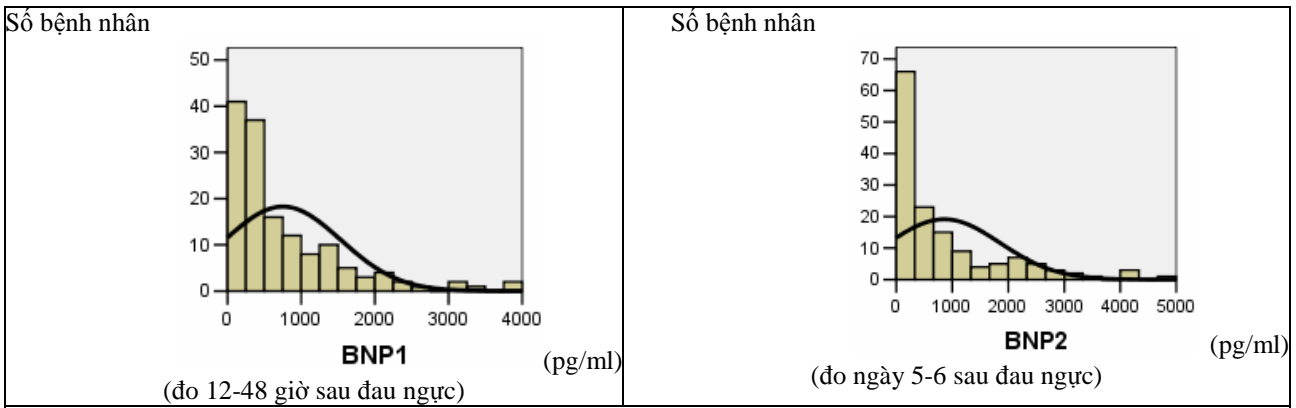 Số bệnh nhân
50
40
30
20
10
0
0 1000 2000 3000 4000
BNP1
(pg/ml)
(đo 12-48 giờ sau đau ngực)
Số bệnh nhân
70
60
50
40
30
20
10
0
0 1000 2000 3000 4000 5000
BNP2
(pg/ml)
(đo ngày 5-6 sau đau ngực)